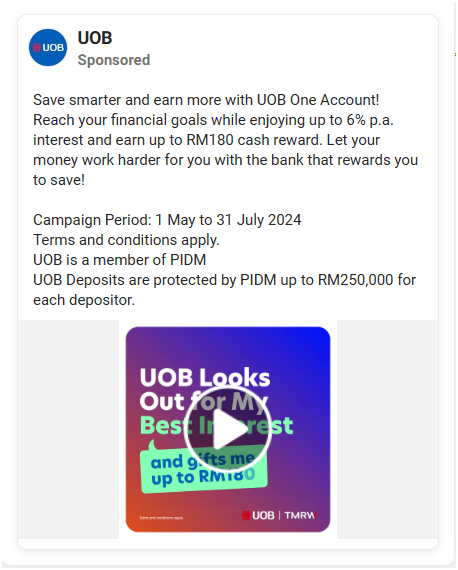 UOB
UOB
Sponsored
Save smarter and earn more with UOB One Account!
Reach your financial goals while enjoying up to 6% p.a.
interest and earn up to RM180 cash reward. Let your
money work harder for you with the bank that rewards you
to save!
Campaign Period: 1 May to 31 July 2024
Terms and conditions apply.
UOB is a member of PIDM
UOB Deposits are protected by PIDM up to RM250,000 for
each depositor.
UOB Looks
Out for My
Best Interest
and gifts me
up to RM180
Terms and conditions apply.
UOB | TMRW